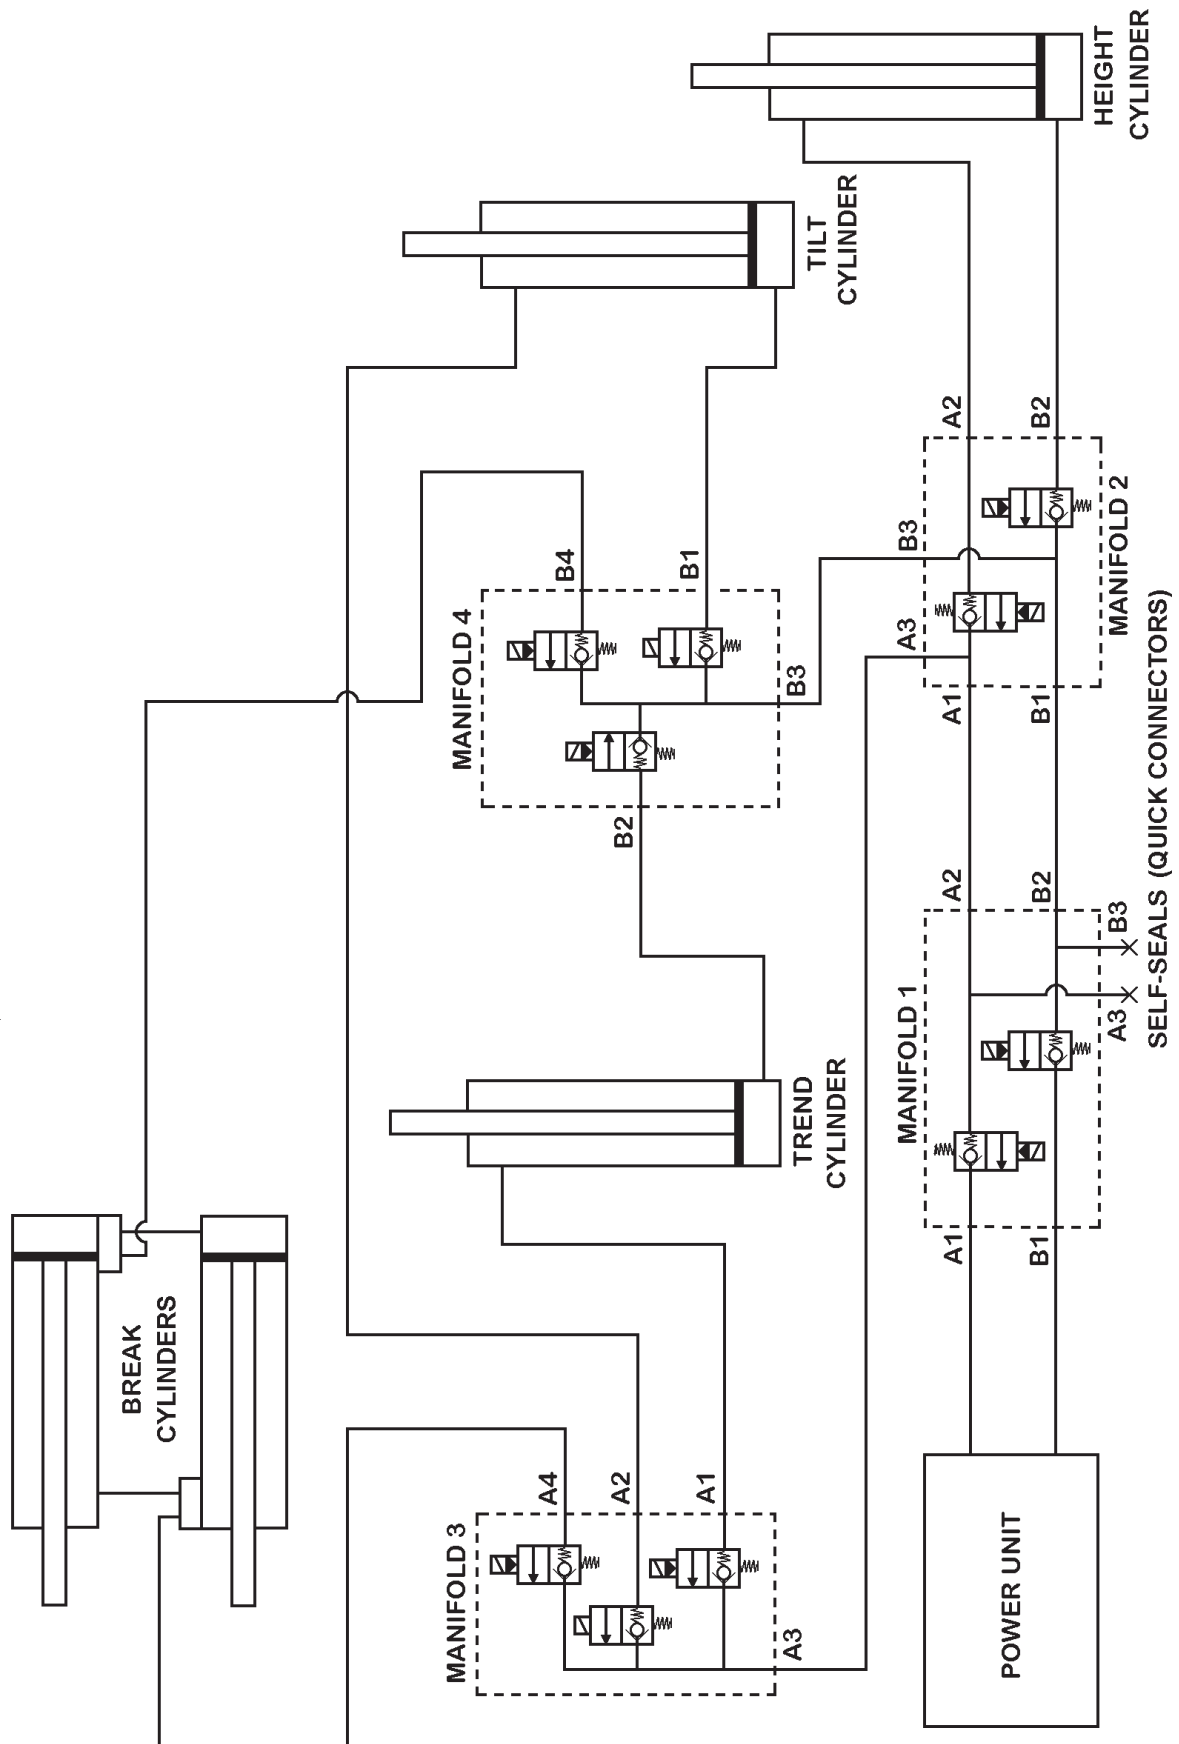 HEIGHT
CYLINDER
TILT
CYLINDER
A2
B2
MANIFOLD 2
B3
A3
A1
B1
B4
B1
MANIFOLD 4
B3
B2
SELF-SEALS (QUICK CONNECTORS)
A2
B2
B3
A3
MANIFOLD 1
A1
B1
TREND
CYLINDER
BREAK
CYLINDERS
A4
A2
A1
MANIFOLD 3
A3
POWER UNIT